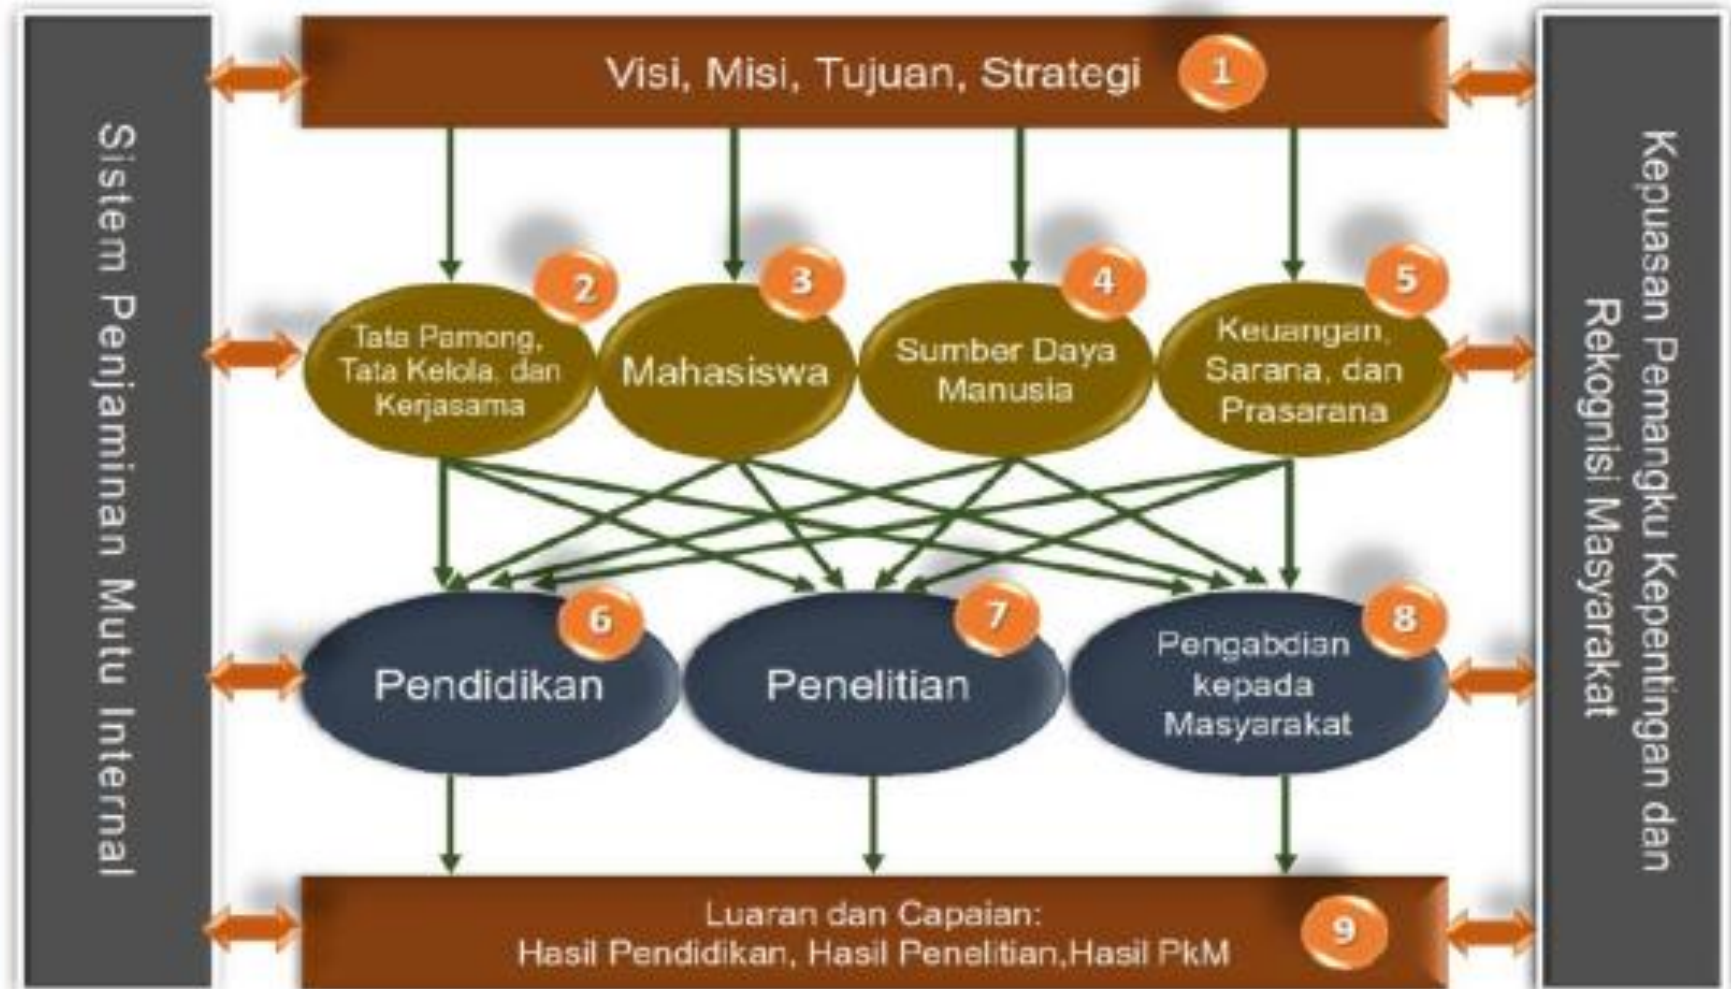 Visi, Misi, Tujuan, Strategi
1
Sistem Penjaminan Mutu Internal
Kepuasan Pemangku Kepentingan dan
Rekognisi Masyarakat
2
Tata Pamong,
Tata Kelola, dan
Kerjasama
3
Mahasiswa
4
Sumber Daya
Manusia
5
Keuangan,
Sarana, dan
Prasarana
6
Pendidikan
7
Penelitian
8
Pengabdian
kepada
Masyarakat
9
Luaran dan Capaian:
Hasil Pendidikan, Hasil Penelitian,Hasil PkM